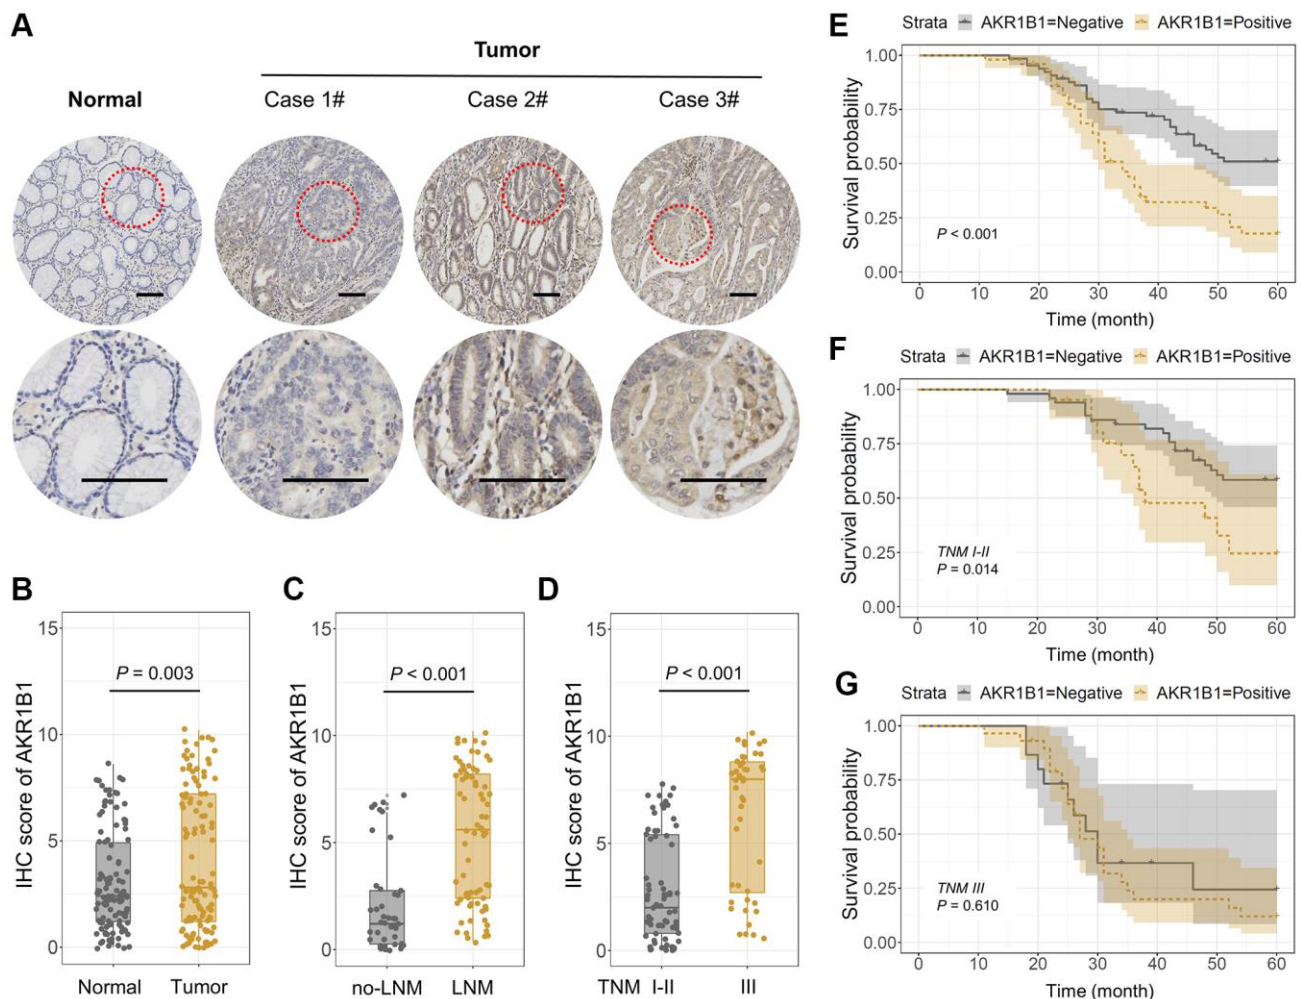 A
Tumor
Normal
Case 1#
Case 2#
Case 3#
B
IHC score of AKR1B1
15
10
5
0
P = 0.003
Normal
Tumor
C
IHC score of AKR1B1
15
10
5
0
P < 0.001
no-LNM
LNM
D
IHC score of AKR1B1
15
10
5
0
P < 0.001
TNM I-II
III
E
Strata AKR1B1=Negative AKR1B1=Positive
Survival probability
1.00
0.75
0.50
0.25
0.00
P < 0.001
0 10 20 30 40 50 60
Time (month)
F
Strata AKR1B1=Negative AKR1B1=Positive
Survival probability
1.00
0.75
0.50
0.25
0.00
TNM I-II
P = 0.014
0 10 20 30 40 50 60
Time (month)
G
Strata AKR1B1=Negative AKR1B1=Positive
Survival probability
1.00
0.75
0.50
0.25
0.00
TNM III
P = 0.610
0 10 20 30 40 50 60
Time (month)